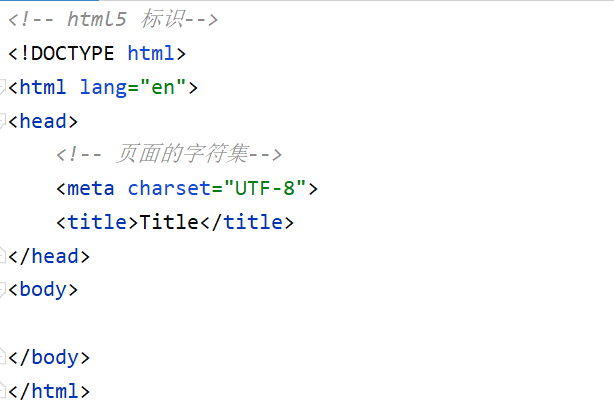 <!-- html5 标识-->
<!DOCTYPE html>
<html lang="en">
<head>
<!-- 页面的字符集-->
<meta charset="UTF-8">
<title>Title</title>
</head>
<body>
</body>
</html>